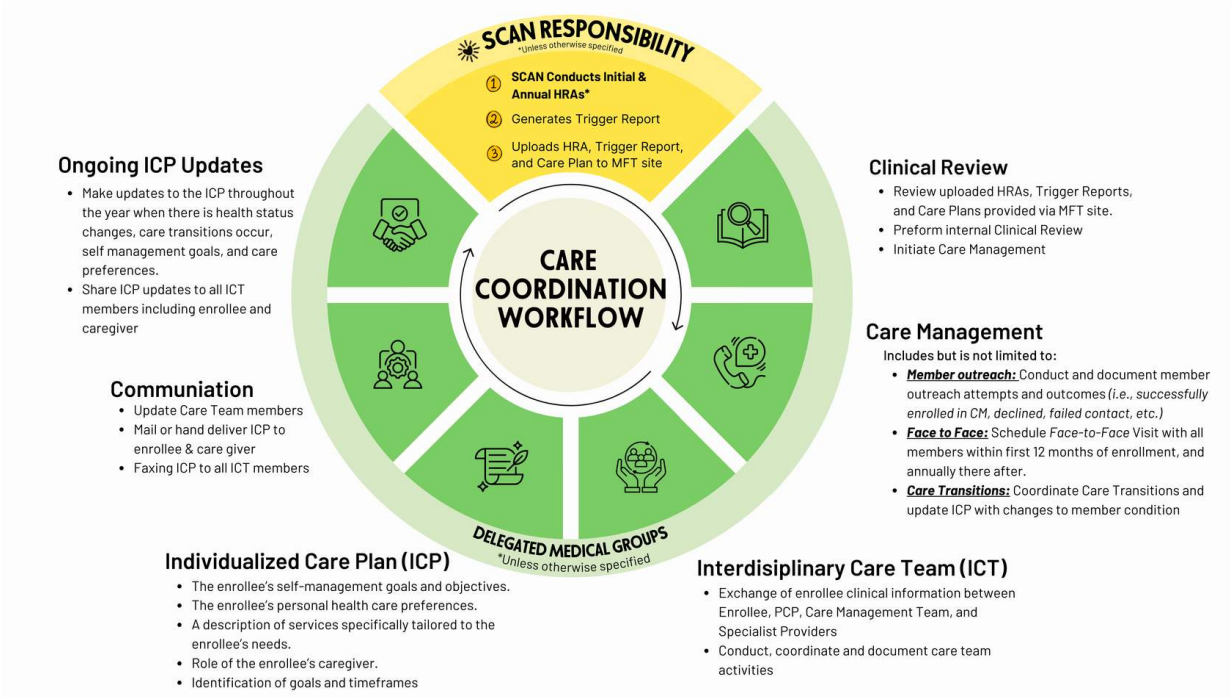 SCAN RESPONSIBILITY
*Unless otherwise specified
1 SCAN Conducts Initial &
Annual HRAs*
2 Generates Trigger Report
3 Uploads HRA, Trigger Report,
and Care Plan to MFT site
CARE
COORDINATION
WORKFLOW
Clinical Review
• Review uploaded HRAs, Trigger Reports,
and Care Plans provided via MFT site.
• Preform internal Clinical Review
• Initiate Care Management
Care Management
Includes but is not limited to:
• Member outreach: Conduct and document member
outreach attempts and outcomes (i.e., successfully
enrolled in CM, declined, failed contact, etc.)
• Face to Face: Schedule Face-to-Face Visit with all
members within first 12 months of enrollment, and
annually there after.
• Care Transitions: Coordinate Care Transitions and
update ICP with changes to member condition
Interdisiplinary Care Team (ICT)
• Exchange of enrollee clinical information between
Enrollee, PCP, Care Management Team, and
Specialist Providers
• Conduct, coordinate and document care team
activities
DELEGATED MEDICAL GROUPS
*Unless otherwise specified
Individualized Care Plan (ICP)
• The enrollee's self-management goals and objectives.
• The enrollee's personal health care preferences.
• A description of services specifically tailored to the
enrollee's needs.
• Role of the enrollee's caregiver.
• Identification of goals and timeframes
Communiation
• Update Care Team members
• Mail or hand deliver ICP to
enrollee & care giver
• Faxing ICP to all ICT members
Ongoing ICP Updates
• Make updates to the ICP throughout
the year when there is health status
changes, care transitions occur,
self management goals, and care
preferences.
• Share ICP updates to all ICT
members including enrollee and
caregiver